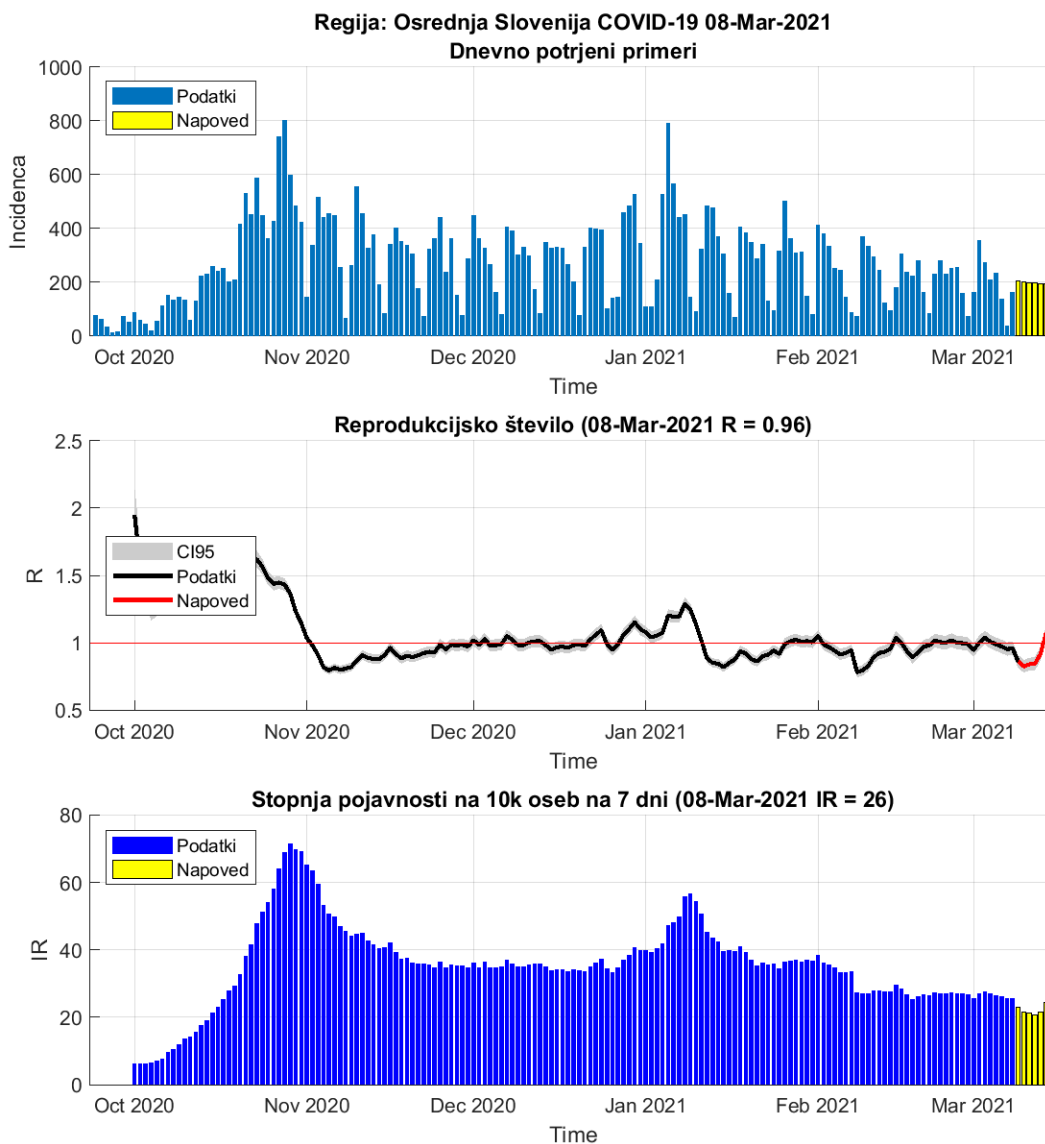 Regija: Osrednja Slovenija COVID-19 08-Mar-2021
Dnevno potrjeni primeri
1000
800
600
400
200
0
Incidenca
Podatki
Napoved
Oct 2020 Nov 2020 Dec 2020 Jan 2021 Feb 2021 Mar 2021
Time
Reprodukcijsko število (08-Mar-2021 R = 0.96)
2.5
2
1.5
1
0.5
R
CI95
Podatki
Napoved
Oct 2020 Nov 2020 Dec 2020 Jan 2021 Feb 2021 Mar 2021
Time
Stopnja pojavnosti na 10k oseb na 7 dni (08-Mar-2021 IR = 26)
80
60
40
20
0
IR
Podatki
Napoved
Oct 2020 Nov 2020 Dec 2020 Jan 2021 Feb 2021 Mar 2021
Time